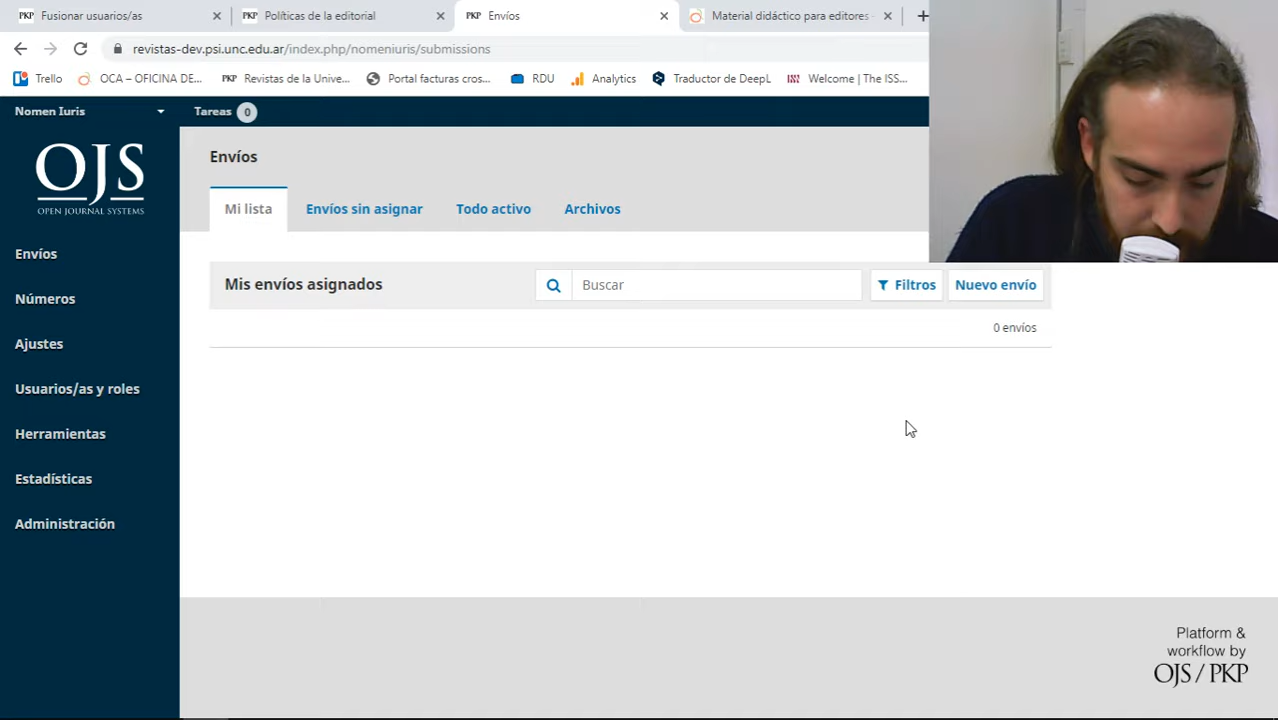 Fusionar usuarios/as
Políticas de la editorial
Envíos
Material didáctico para editores -
revistas-dev.psi.unc.edu.ar/index.php/nomeniuris/submissions
Trello
OCA – OFICINA DE...
Revistas de la Unive...
Portal facturas cros...
RDU
Analytics
Traductor de DeepL
Welcome | The ISS...
Nomen Iuris
Tareas 0
OJS
OPEN JOURNAL SYSTEMS
Envíos
Números
Ajustes
Usuarios/as y roles
Herramientas
Estadísticas
Administración
Envíos
Mi lista
Envíos sin asignar
Todo activo
Archivos
Mis envíos asignados
Buscar
Filtros
Nuevo envío
0 envíos
Platform &
workflow by
OJS / PKP